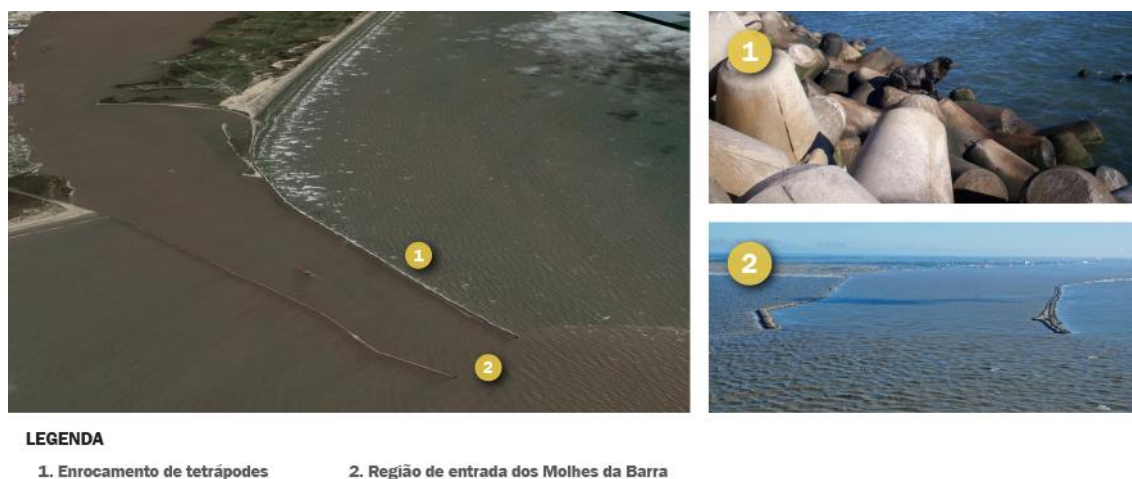 1
2
1
2
LEGENDA
1. Enrocamento de tetrápodes 2. Região de entrada dos Molhes da Barra